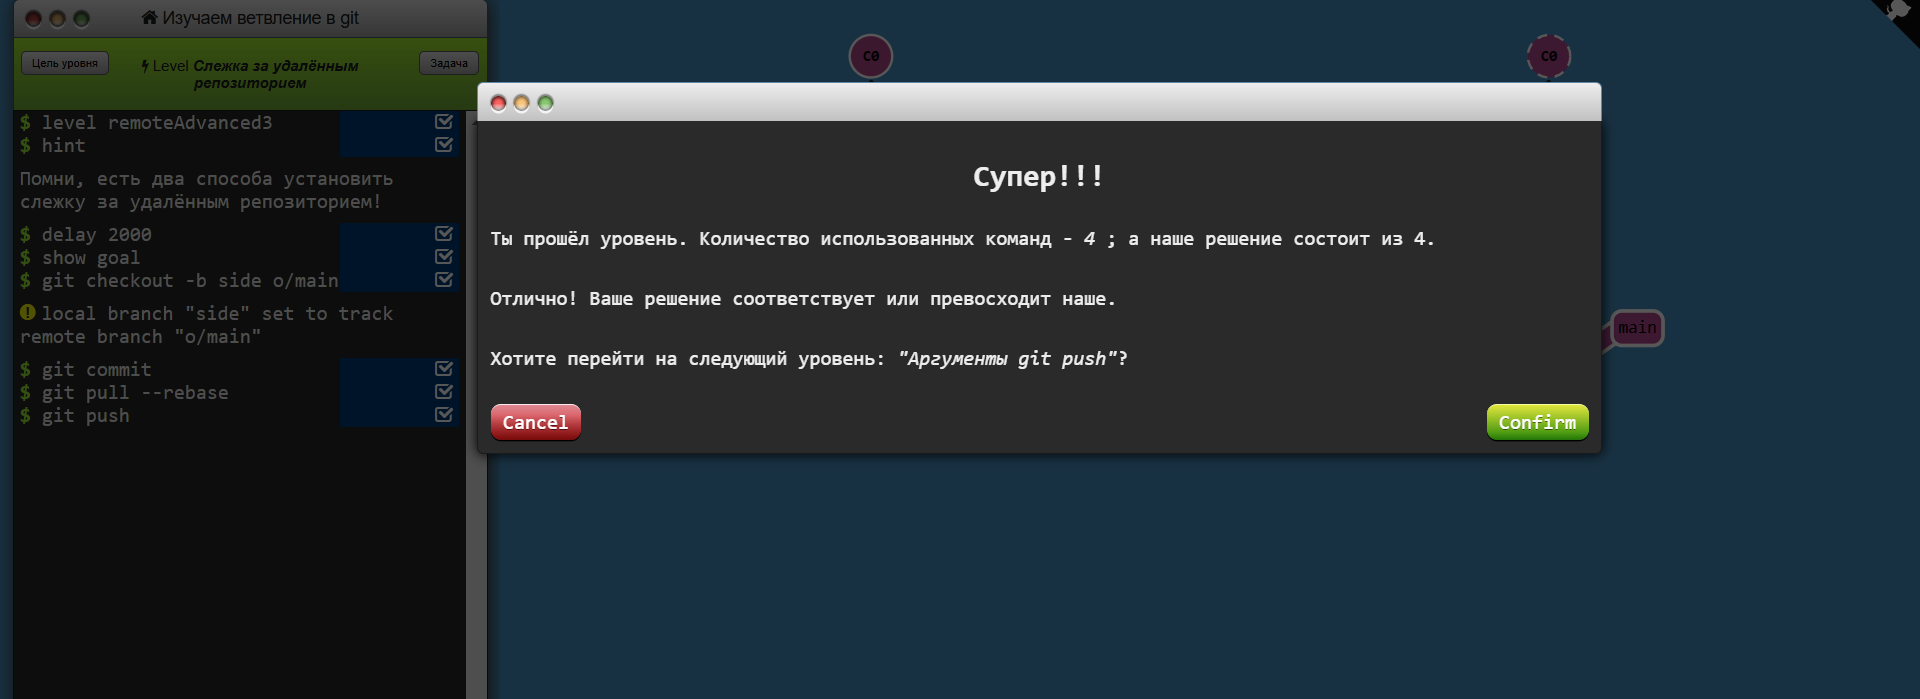 Изучаем ветвление в git
Цель уровня
Level Слежка за удалённым
репозиторием
Задача
$ level remoteAdvanced3
$ hint
Помни, есть два способа установить
слежку за удалённым репозиторием!
$ delay 2000
$ show goal
$ git checkout -b side o/main
local branch "side" set to track
remote branch "o/main"
$ git commit
$ git pull --rebase
$ git push
C0
C0
main
Супер!!!
Ты прошёл уровень. Количество использованных команд - 4 ; а наше решение состоит из 4.
Отлично! Ваше решение соответствует или превосходит наше.
Хотите перейти на следующий уровень: "Аргументы git push"?
Cancel
Confirm